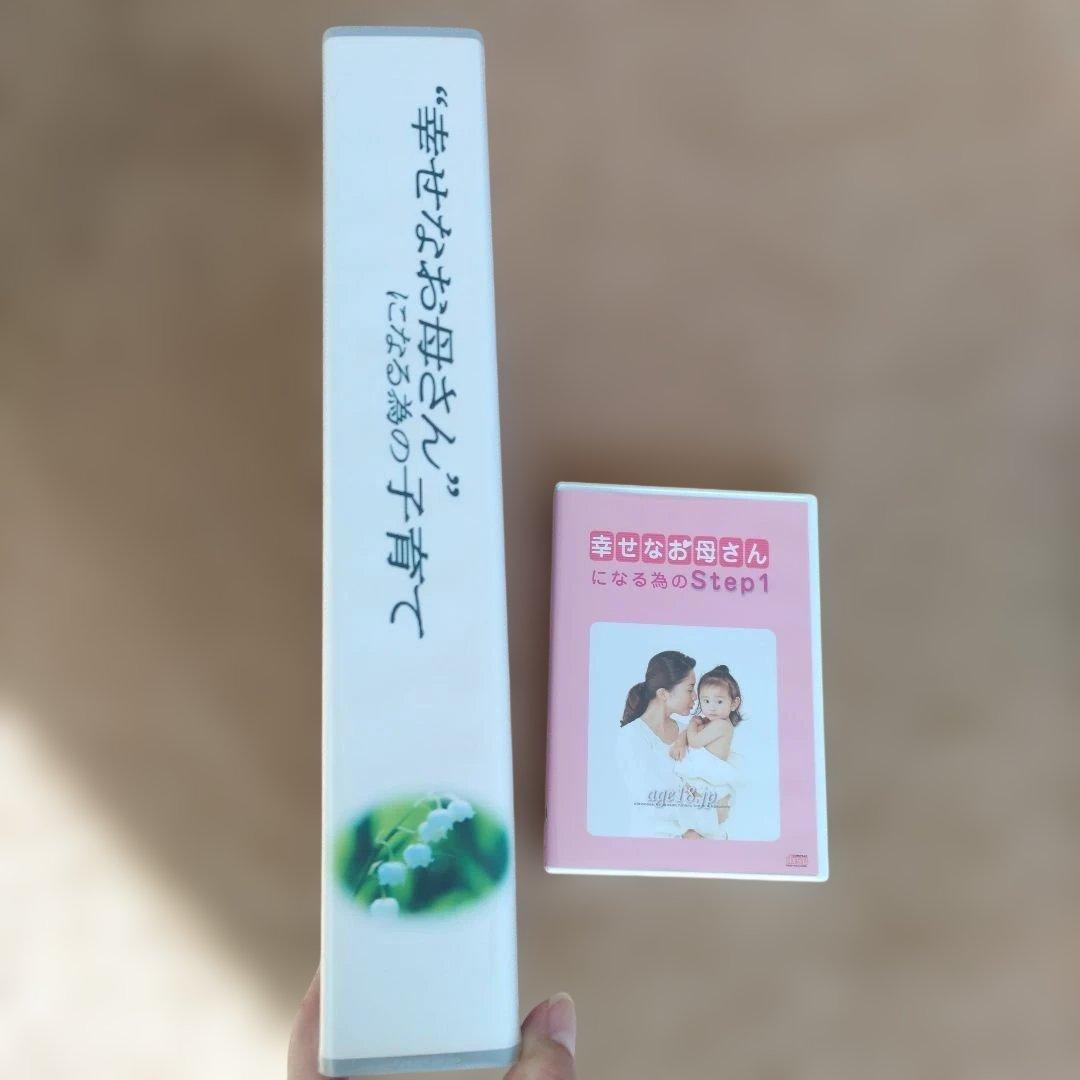 “幸せなお母さん”
になる為の子育て
幸せなお母さん
になる為のStep1
age18.jp